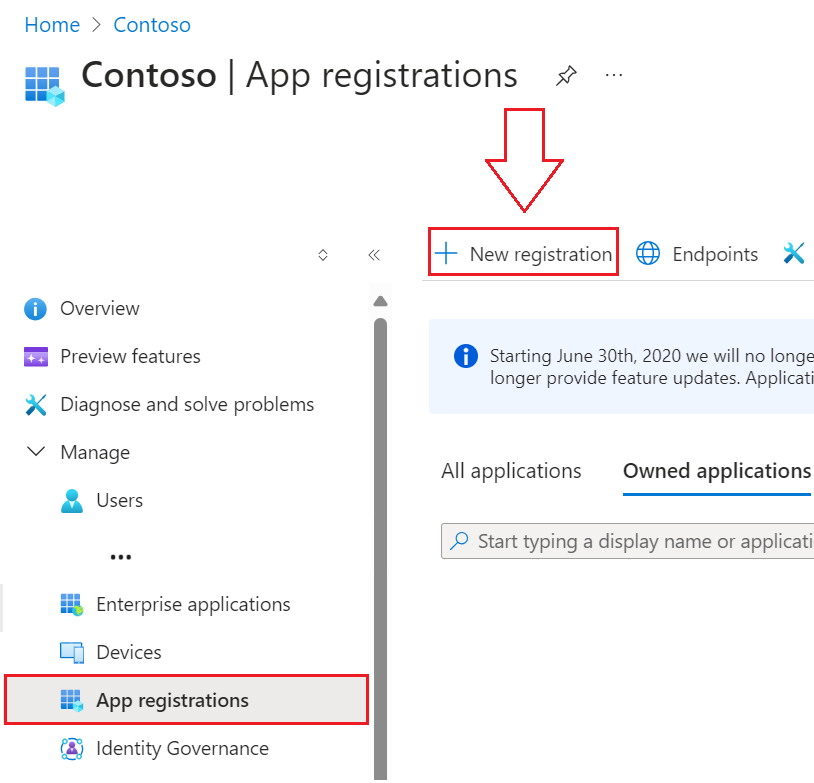 Home > Contoso
Contoso | App registrations
New registration
Endpoints
Overview
Preview features
Diagnose and solve problems
Manage
Users
Enterprise applications
Devices
App registrations
Identity Governance
Starting June 30th, 2020 we will no longe
longer provide feature updates. Applicati
All applications
Owned applications
Start typing a display name or applicati